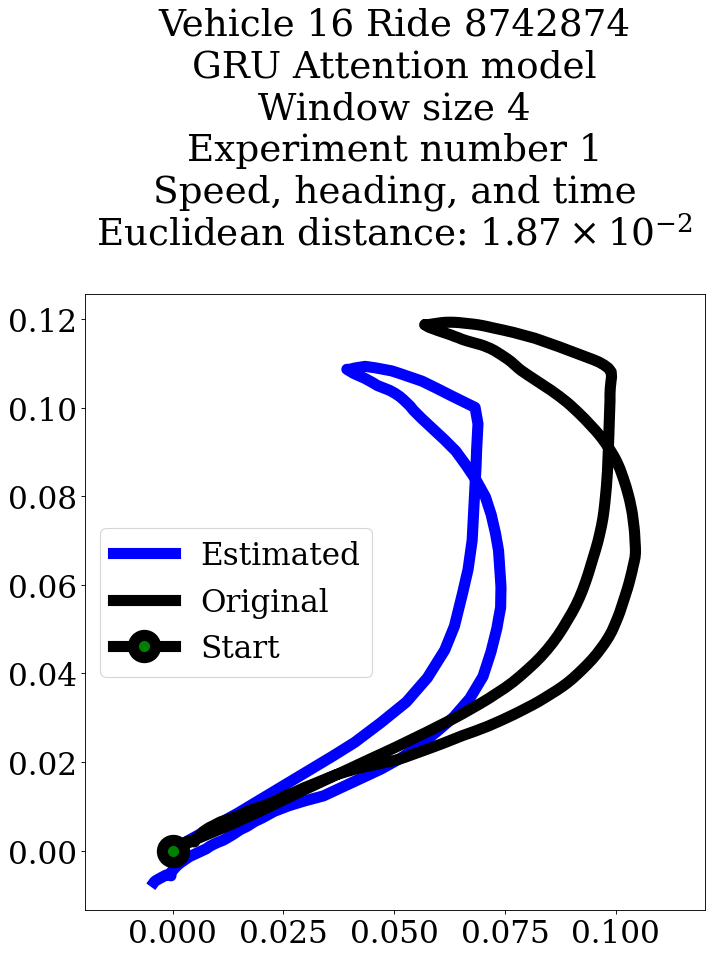 Vehicle 16 Ride 8742874
GRU Attention model
Window size 4
Experiment number 1
Speed, heading, and time
Euclidean distance: 1.87 × 10⁻²
0.12
0.10
0.08
0.06
0.04
0.02
0.00
Estimated
Original
Start
0.000 0.025 0.050 0.075 0.100